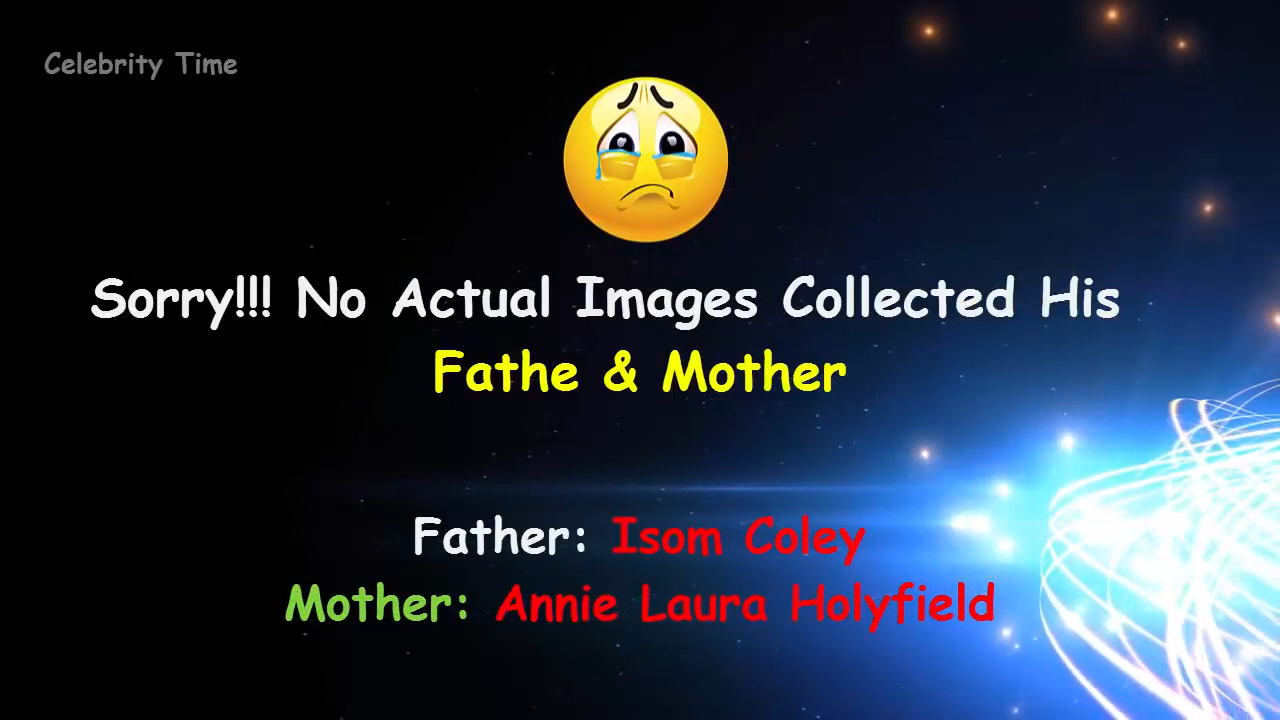 Celebrity Time
Sorry!!! No Actual Images Collected His
Fathe & Mother
Father: Isom Coley
Mother: Annie Laura Holyfield